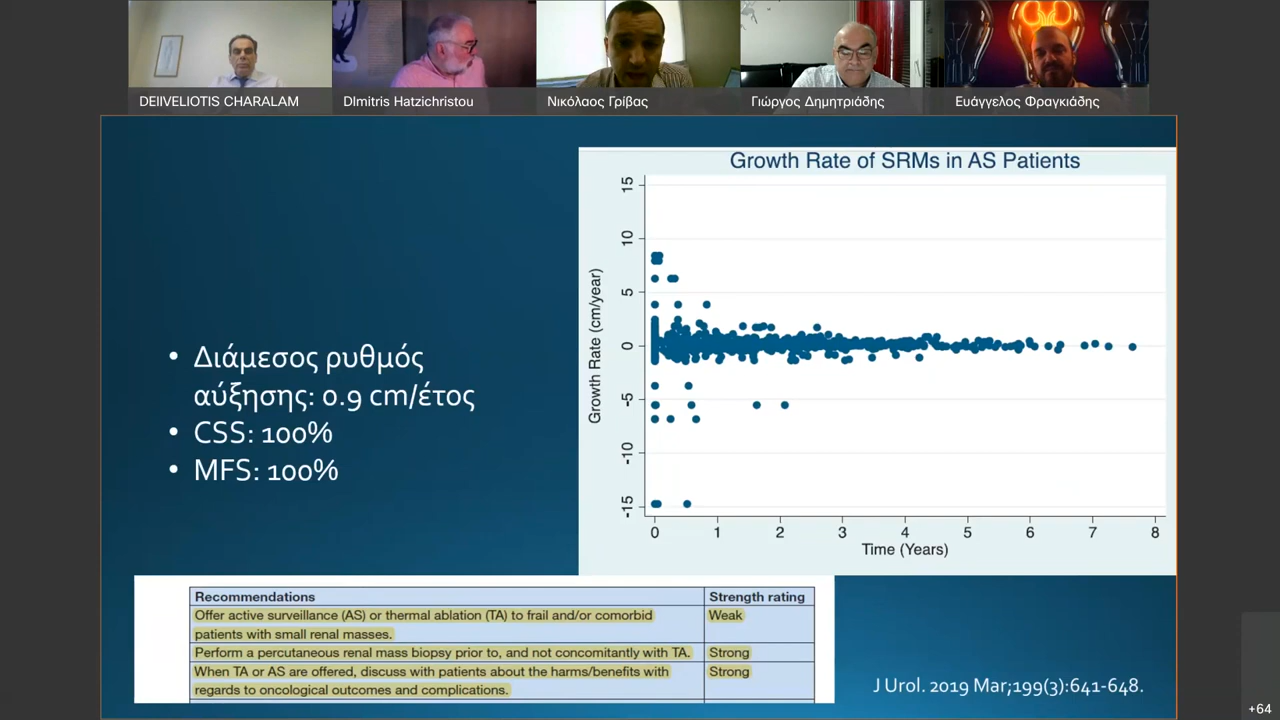 DEIIVELIOTIS CHARALAM
DImitris Hatzichristou
Νικόλαος Γρίβας
Γιώργος Δημητριάδης
Ευάγγελος Φραγκιάδης
Growth Rate of SRMs in AS Patients
15
10
5
0
-5
-10
-15
Growth Rate (cm/year)
0 1 2 3 4 5 6 7 8
Time (Years)
• Διάμεσος ρυθμός
αύξησης: 0.9 cm/έτος
• CSS: 100%
• MFS: 100%
Recommendations Strength rating
Offer active surveillance (AS) or thermal ablation (TA) to frail and/or comorbid Weak
patients with small renal masses.
Perform a percutaneous renal mass biopsy prior to, and not concomitantly with TA. Strong
When TA or AS are offered, discuss with patients about the harms/benefits with Strong
regards to oncological outcomes and complications.
J Urol. 2019 Mar;199(3):641-648.
+64